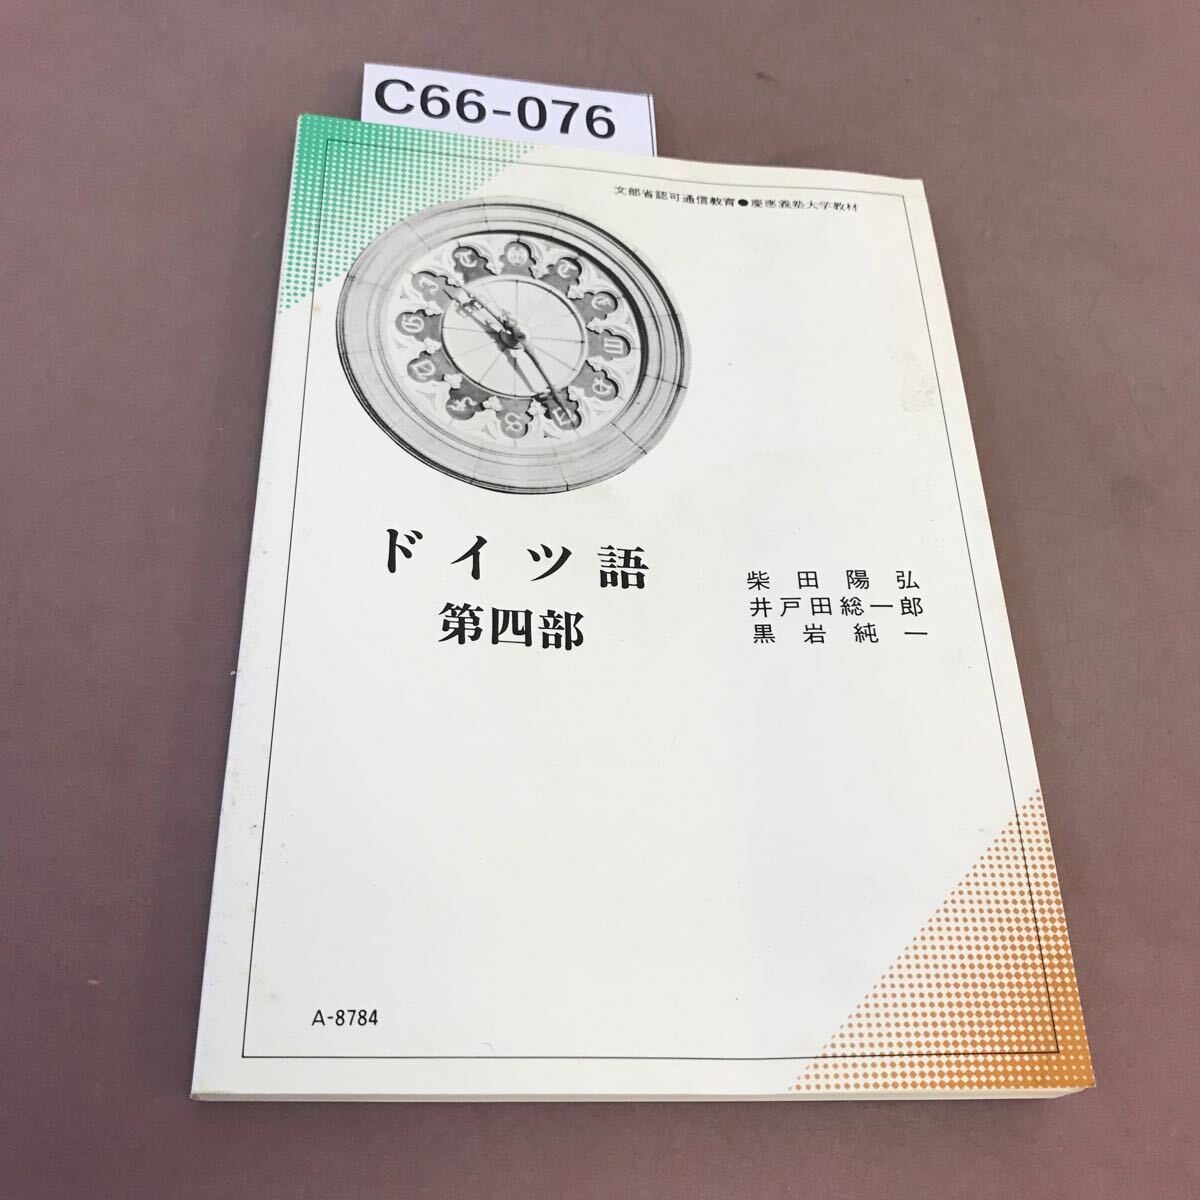 C66-076
文部省認可通信教育●慶應義塾大学教材
ドイツ語
第四部
柴田陽弘
井戸田総一郎
黒岩純一
A-8784